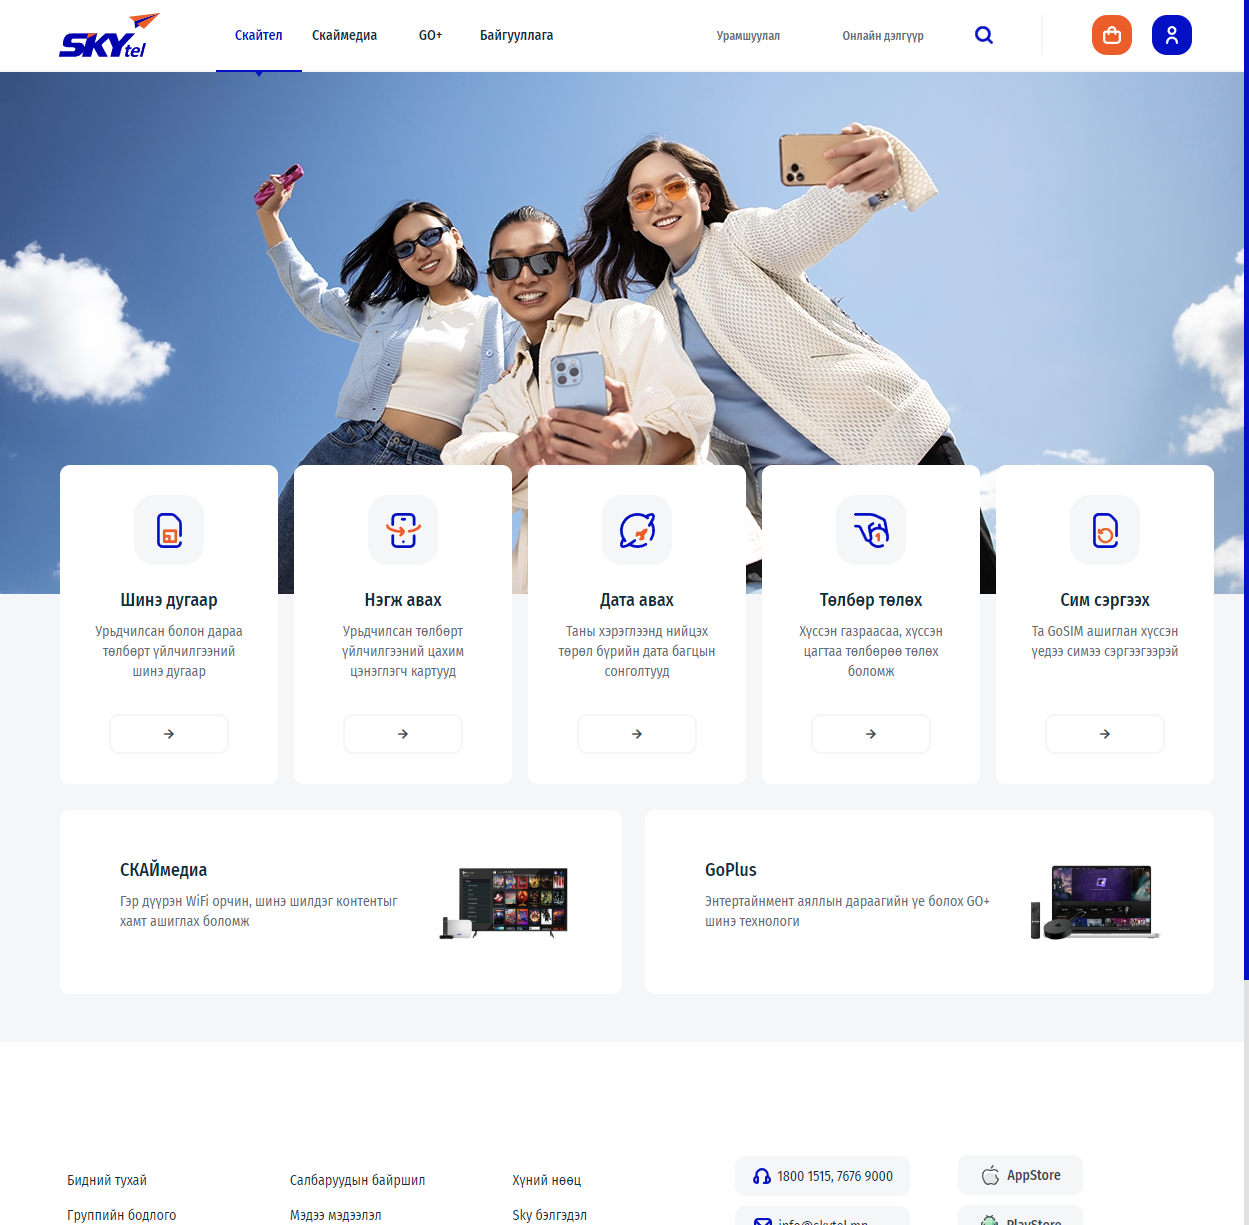 SKYtel
Скайтел
Скаймедиа
GO+
Байгууллага
Урамшуулал
Онлайн дэлгүүр
Шинэ дугаар
Урьдчилсан болон дараа
төлбөрт үйлчилгээний
шинэ дугаар
Нэгж авах
Урьдчилсан төлбөрт
үйлчилгээний цахим
цэнэглэгч картууд
Дата авах
Таны хэрэглээнд нийцэх
төрөл бүрийн дата багцын
сонголтууд
Төлбөр төлөх
Хүссэн газраасаа, хүссэн
цагтаа төлбөрөө төлөх
боломж
Сим сэргээх
Та GoSIM ашиглан хүссэн
үедээ симээ сэргээгээрэй
СКАЙмедиа
Гэр дүүрэн WiFi орчин, шинэ шилдэг контентыг
хамт ашиглах боломж
GoPlus
Энтертайнмент аяллын дараагийн үе болох GO+
шинэ технологи
Бидний тухай
Салбаруудын байршил
Хүний нөөц
1800 1515, 7676 9000
AppStore
Группийн бодлого
Мэдээ мэдээлэл
Sky бэлгэдэл
info@skytel.mn
PlayStore